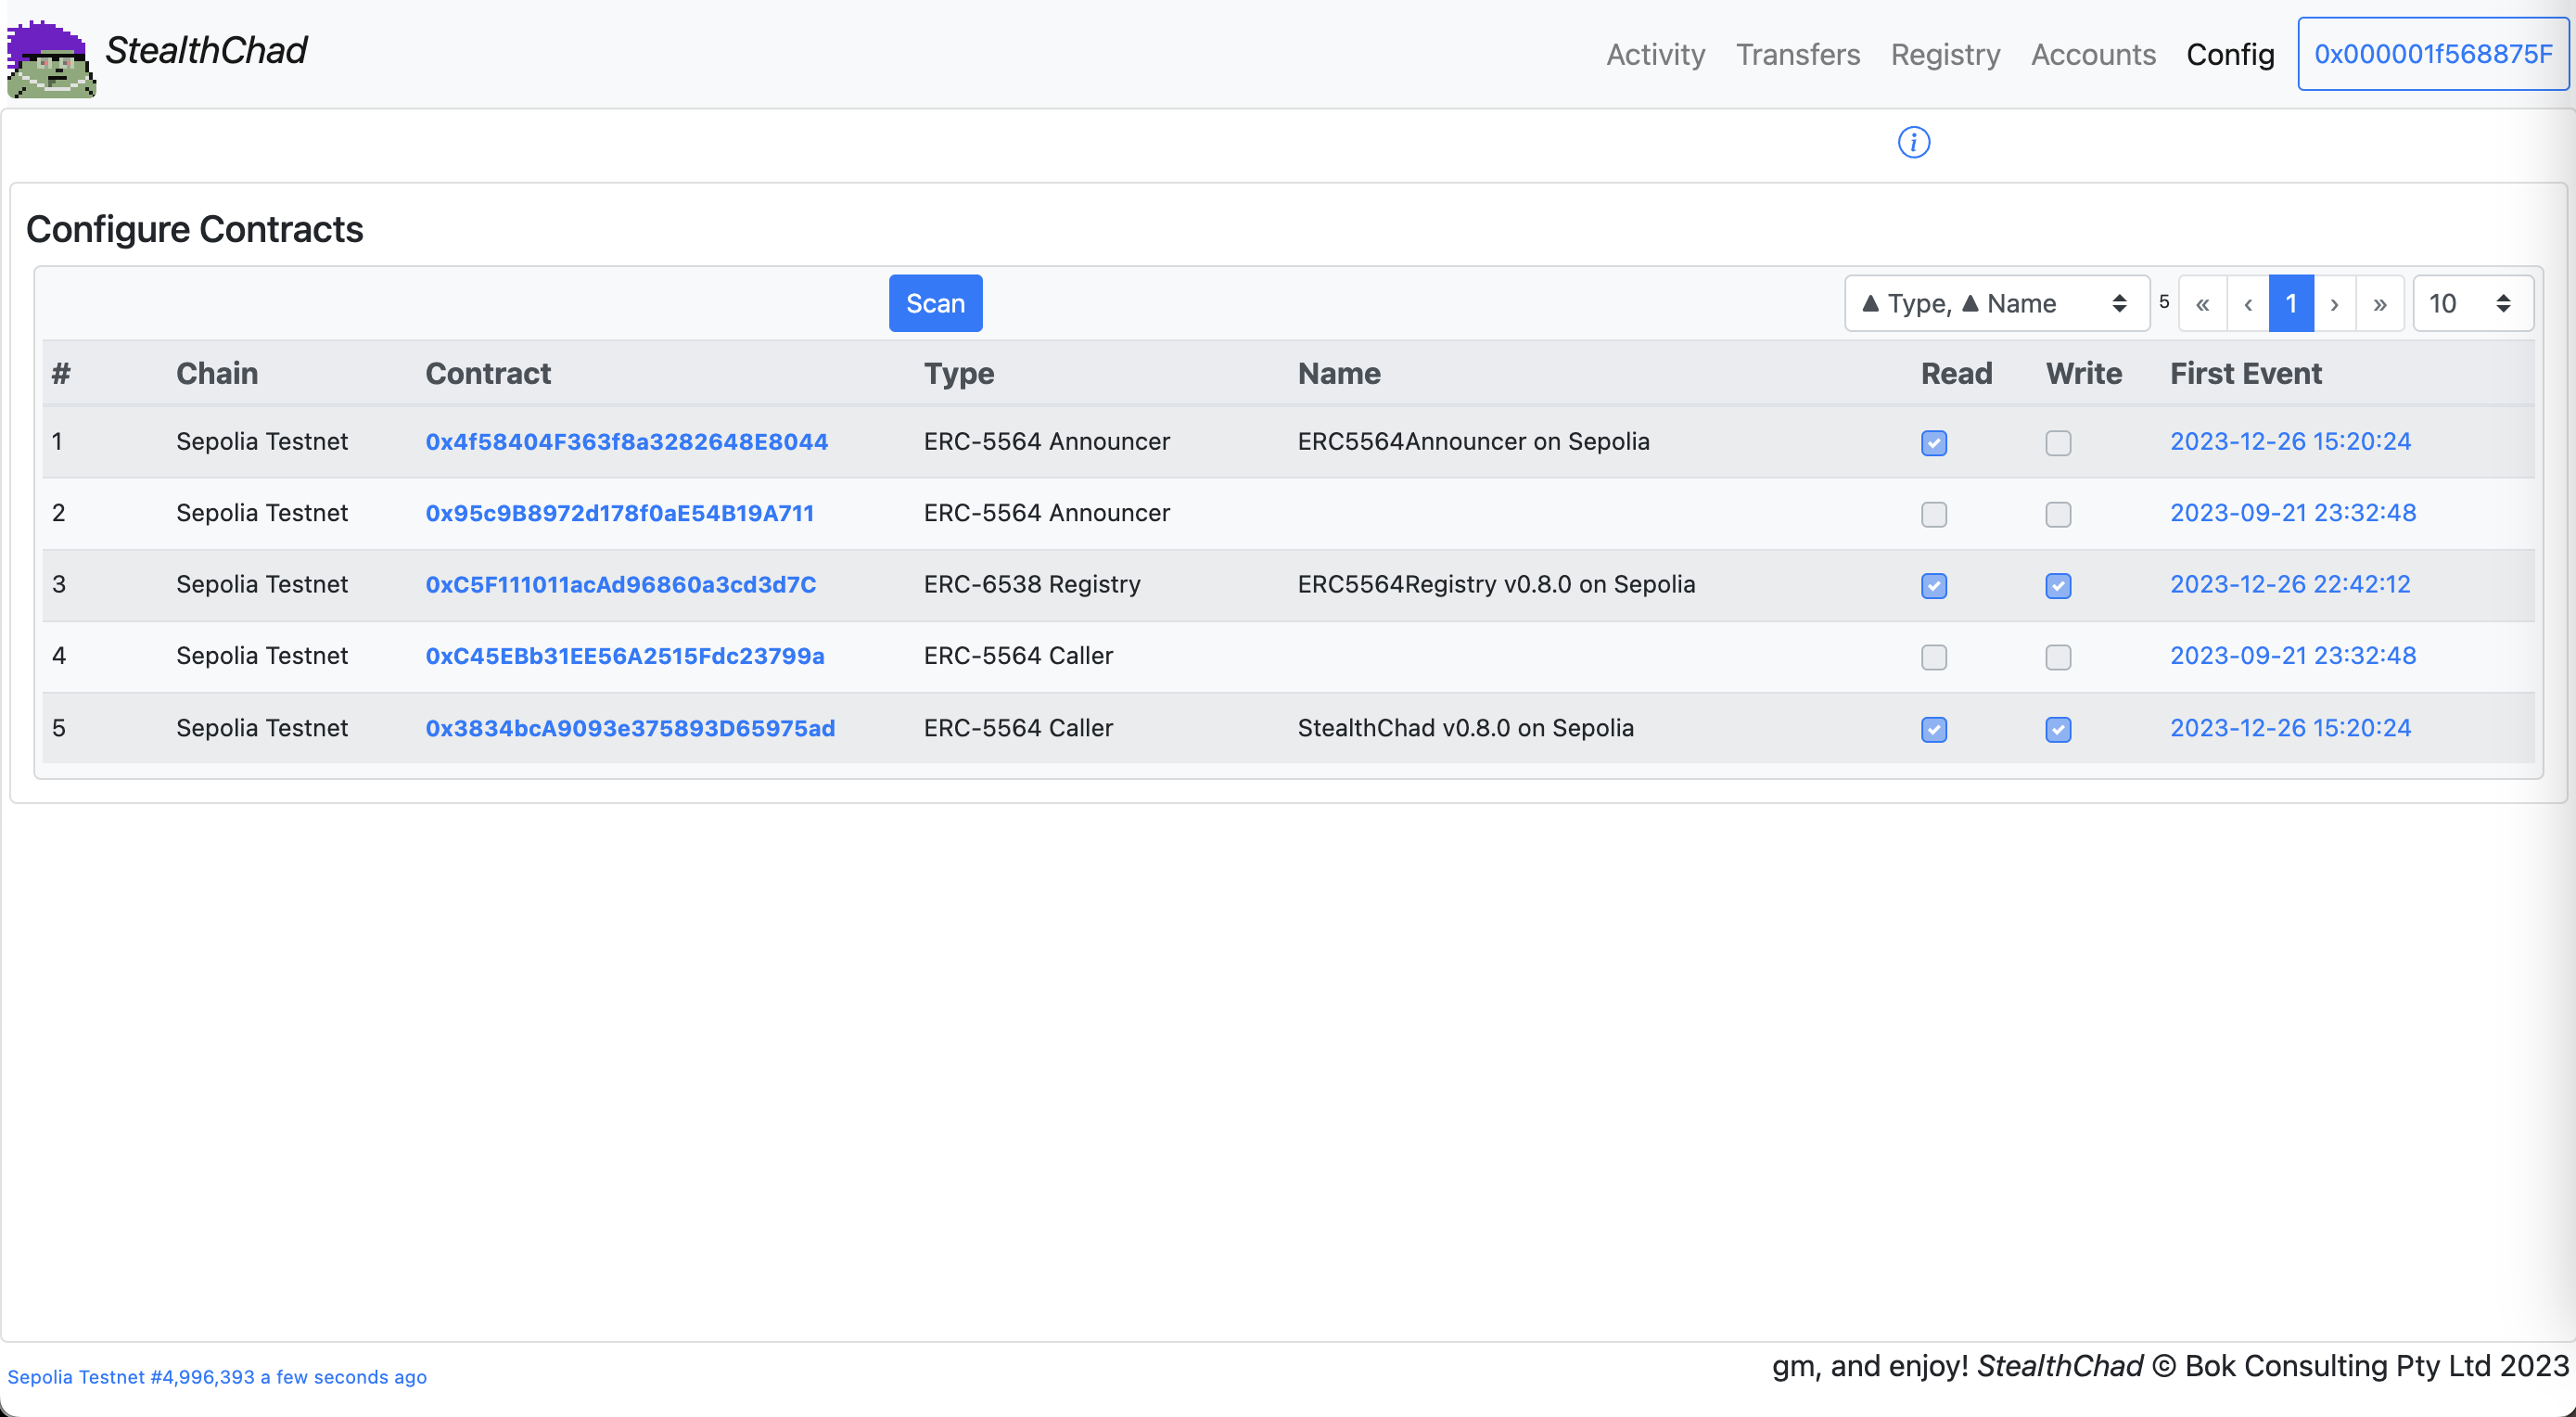 StealthChad Activity Transfers Registry Accounts Config 0x000001f568875F
i
Configure Contracts
Scan ▲ Type, ▲ Name 5 « ‹ 1 › » 10
# Chain Contract Type Name Read Write First Event
1 Sepolia Testnet 0x4f58404F363f8a3282648E8044 ERC-5564 Announcer ERC5564Announcer on Sepolia 2023-12-26 15:20:24
2 Sepolia Testnet 0x95c9B8972d178f0aE54B19A711 ERC-5564 Announcer 2023-09-21 23:32:48
3 Sepolia Testnet 0xC5F111011acAd96860a3cd3d7C ERC-6538 Registry ERC5564Registry v0.8.0 on Sepolia 2023-12-26 22:42:12
4 Sepolia Testnet 0xC45EBb31EE56A2515Fdc23799a ERC-5564 Caller 2023-09-21 23:32:48
5 Sepolia Testnet 0x3834bcA9093e375893D65975ad ERC-5564 Caller StealthChad v0.8.0 on Sepolia 2023-12-26 15:20:24
Sepolia Testnet #4,996,393 a few seconds ago gm, and enjoy! StealthChad © Bok Consulting Pty Ltd 2023